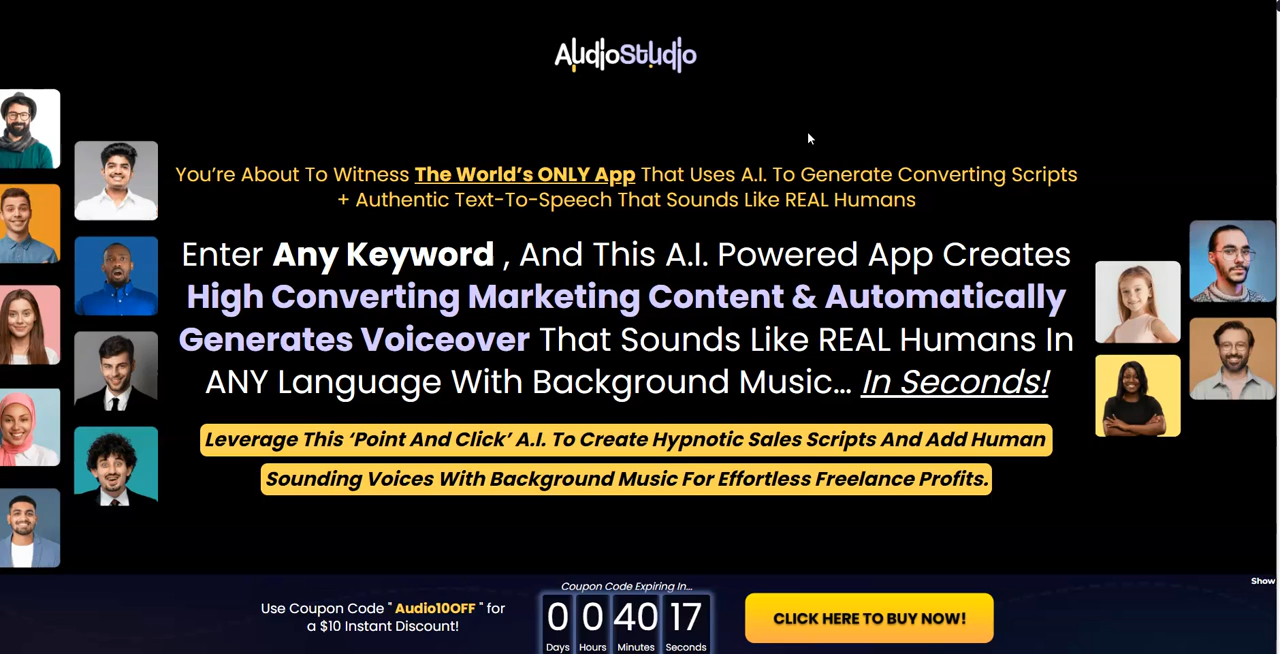 AudioStudio
You're About To Witness The World's ONLY App That Uses A.I. To Generate Converting Scripts
+ Authentic Text-To-Speech That Sounds Like REAL Humans
Enter Any Keyword , And This A.I. Powered App Creates
High Converting Marketing Content & Automatically
Generates Voiceover That Sounds Like REAL Humans In
ANY Language With Background Music... In Seconds!
Leverage This ‘Point And Click’ A.I. To Create Hypnotic Sales Scripts And Add Human
Sounding Voices With Background Music For Effortless Freelance Profits.
Show
Use Coupon Code " Audio10OFF " for
a $10 Instant Discount!
Coupon Code Expiring In...
0 0 40 17
Days Hours Minutes Seconds
CLICK HERE TO BUY NOW!